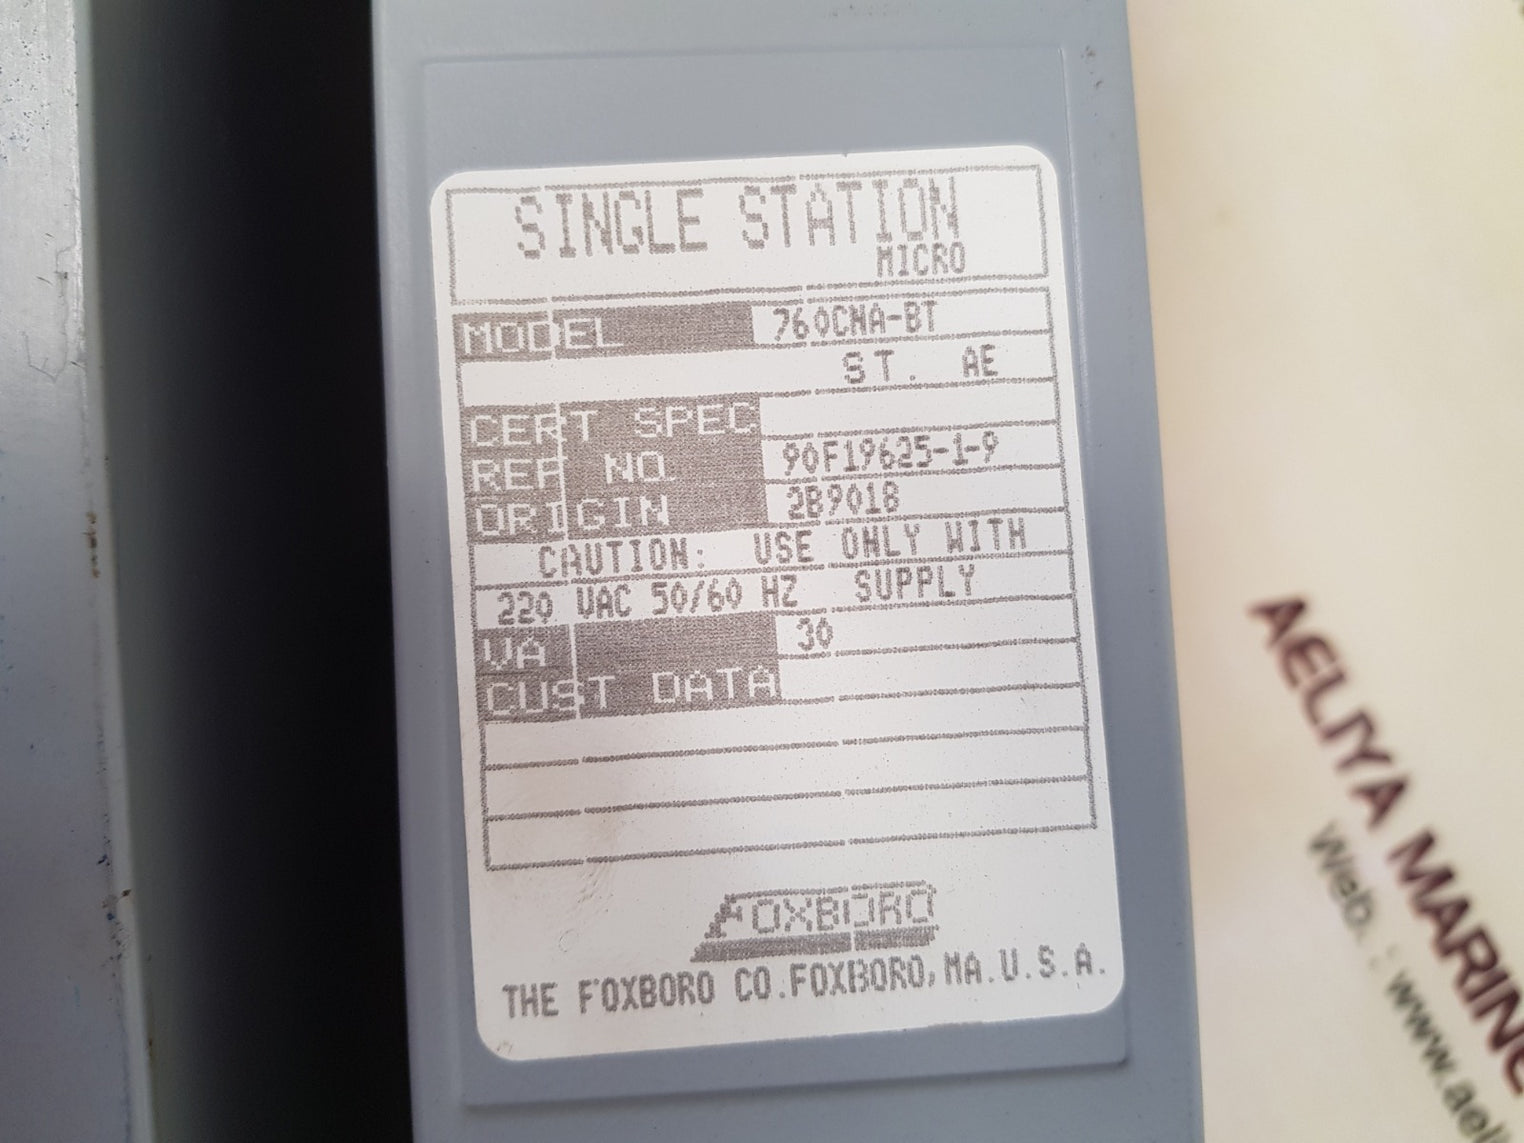 SINGLE STATION
MICRO
MODEL 760CNA-BT
ST. AE
CERT SPEC
REF NO. 90F19625-1-9
ORIGIN 2B9018
CAUTION: USE ONLY WITH
220 VAC 50/60 HZ SUPPLY
VA 30
CUST DATA
FOXBORO
THE FOXBORO CO.FOXBORO, MA.U.S.A.
AELIYA MARINE
Web. : www.aeli